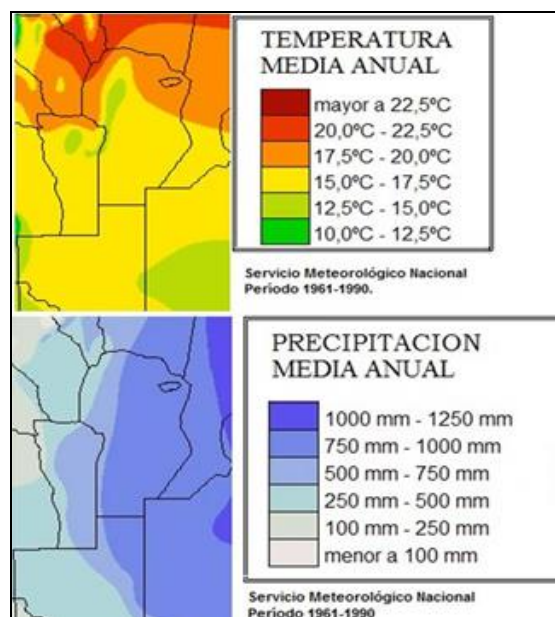 TEMPERATURA
MEDIA ANUAL
mayor a 22,5ºC
20,0ºC - 22,5ºC
17,5ºC - 20,0ºC
15,0ºC - 17,5ºC
12,5ºC - 15,0ºC
10,0ºC - 12,5ºC
Servicio Meteorológico Nacional
Período 1961-1990.
PRECIPITACION
MEDIA ANUAL
1000 mm - 1250 mm
750 mm - 1000 mm
500 mm - 750 mm
250 mm - 500 mm
100 mm - 250 mm
menor a 100 mm
Servicio Meteorológico Nacional
Período 1961-1990